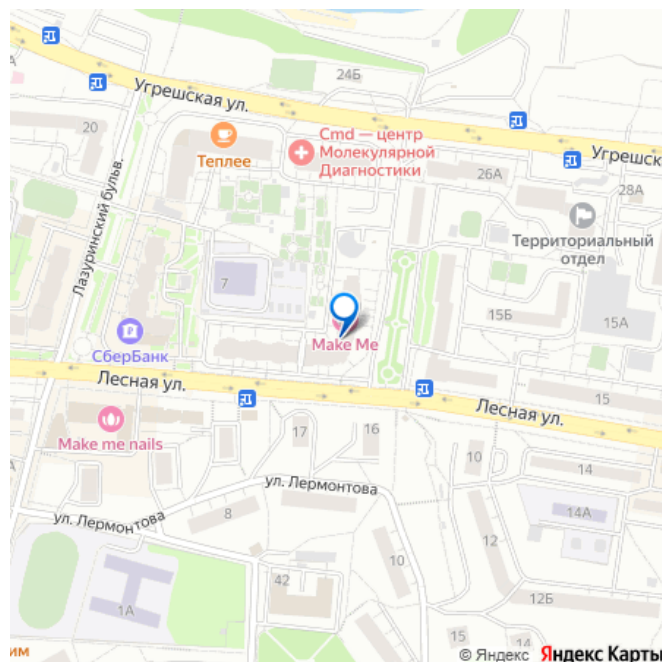 24Б
Угрешская ул.
20
Теплее
Cmd — центр
Молекулярной
Диагностики
Угрешск
26А
28А
Территориальный
отдел
Лазуринский бульв.
7
15Б
15А
СберБанк
Make Me
Лесная ул.
Лесная ул.
15
Make me nails
17
16
10
14
ул. Лермонтова
ул. Лермонтова
8
14А
12
10
42
12Б
1А
15
14
им
© Яндекс Яндекс Карты